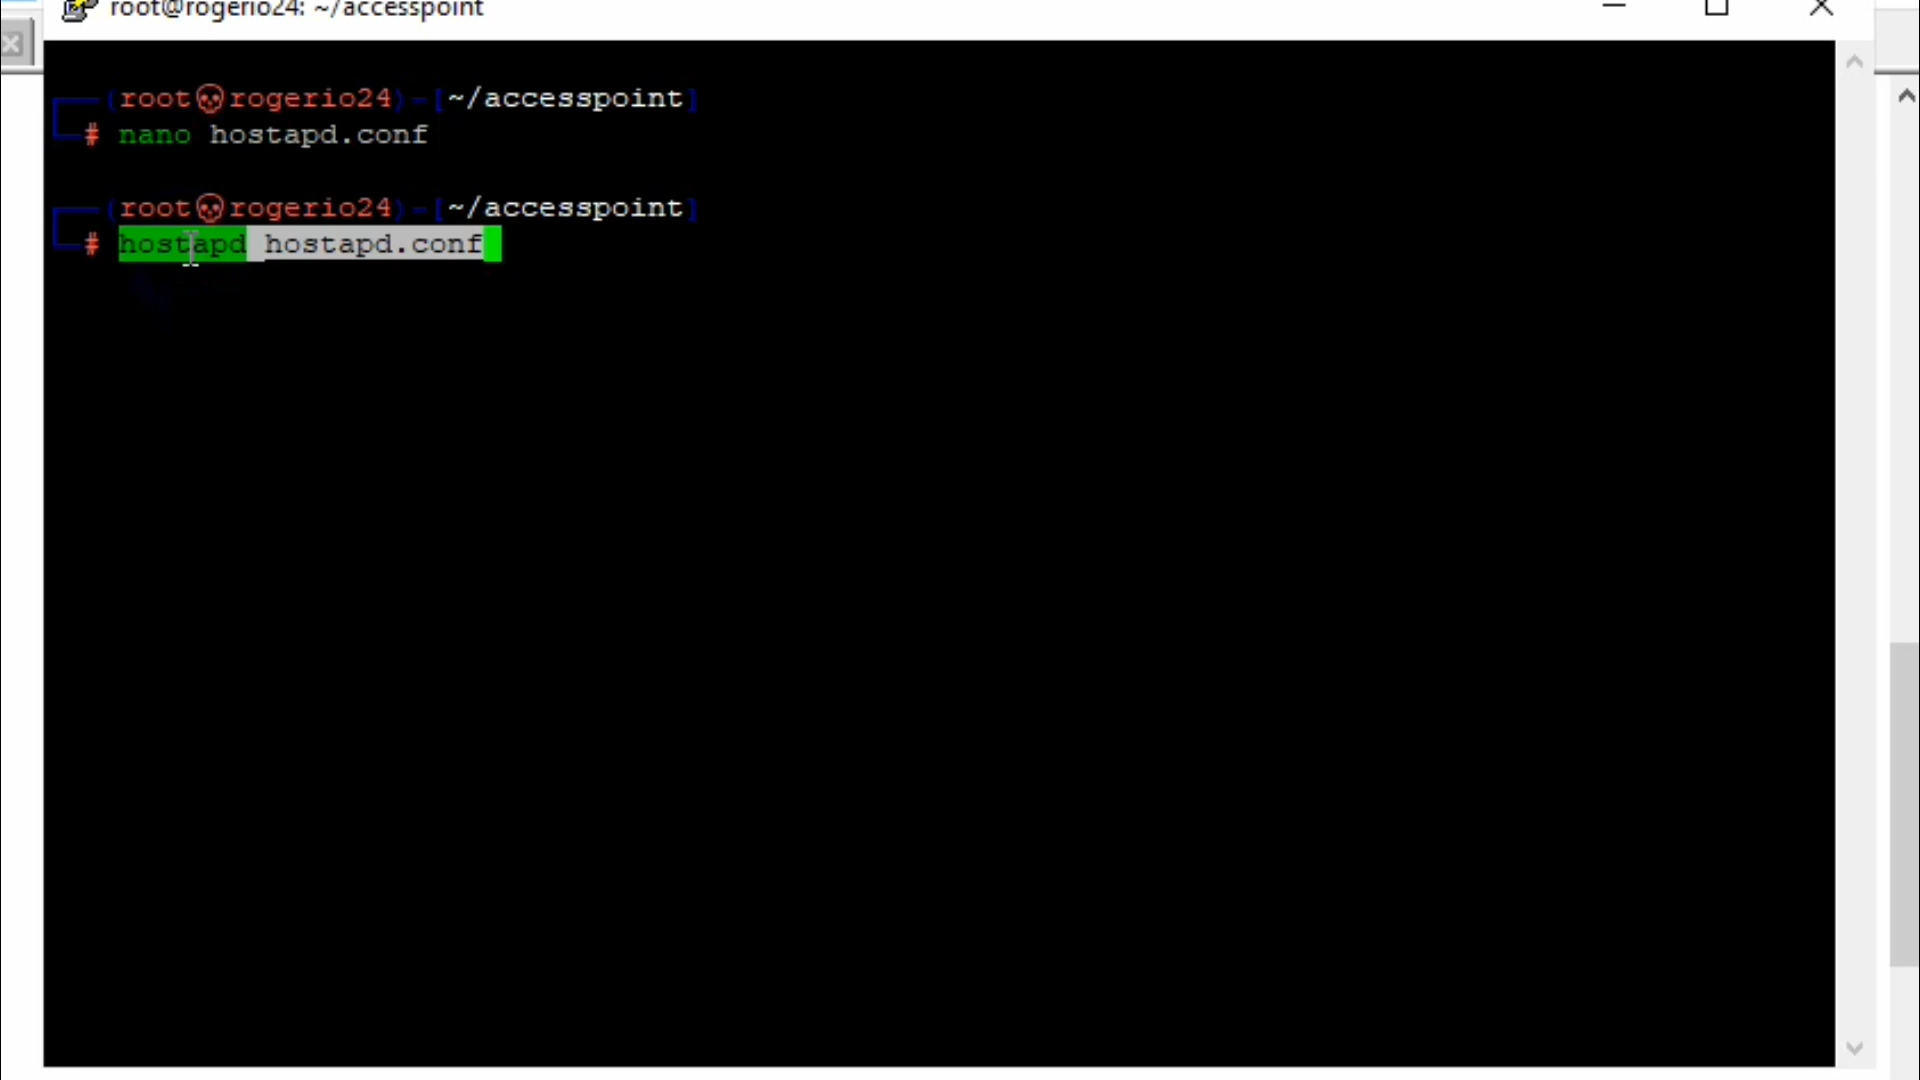 root@rogerio24: ~/accesspoint
(root💀rogerio24)-[~/accesspoint]
# nano hostapd.conf
(root💀rogerio24)-[~/accesspoint]
# hostapd hostapd.conf